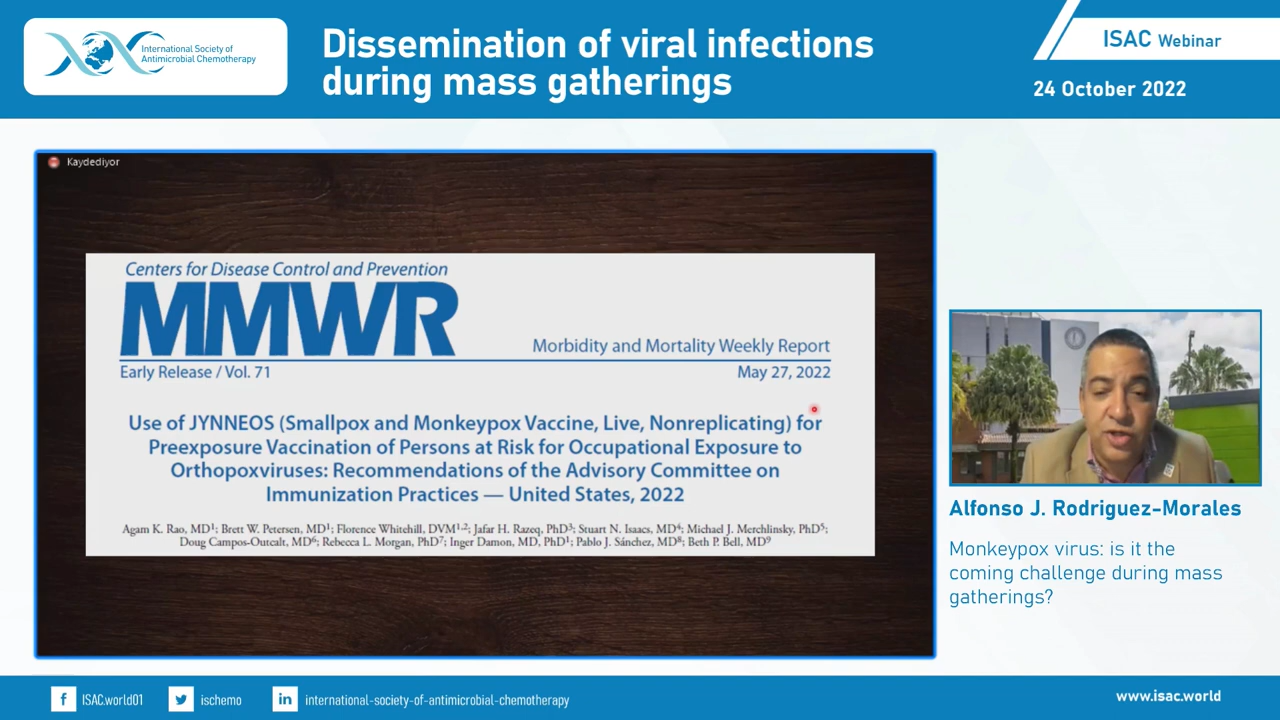 International Society of
Antimicrobial Chemotherapy
Dissemination of viral infections
during mass gatherings
ISAC Webinar
24 October 2022
Kaydediyor
Centers for Disease Control and Prevention
MMWR
Morbidity and Mortality Weekly Report
Early Release / Vol. 71
May 27, 2022
Use of JYNNEOS (Smallpox and Monkeypox Vaccine, Live, Nonreplicating) for
Preexposure Vaccination of Persons at Risk for Occupational Exposure to
Orthopoxviruses: Recommendations of the Advisory Committee on
Immunization Practices — United States, 2022
Agam K. Rao, MD1; Brett W. Petersen, MD1; Florence Whitehill, DVM1,2; Jafar H. Razeq, PhD3; Stuart N. Isaacs, MD4; Michael J. Merchlinsky, PhD5;
Doug Campos-Outcalt, MD6; Rebecca L. Morgan, PhD7; Inger Damon, MD, PhD1; Pablo J. Sánchez, MD8; Beth P. Bell, MD9
Alfonso J. Rodriguez-Morales
Monkeypox virus: is it the
coming challenge during mass
gatherings?
f ISAC.world01
ischemo
in international-society-of-antimicrobial-chemotherapy
www.isac.world